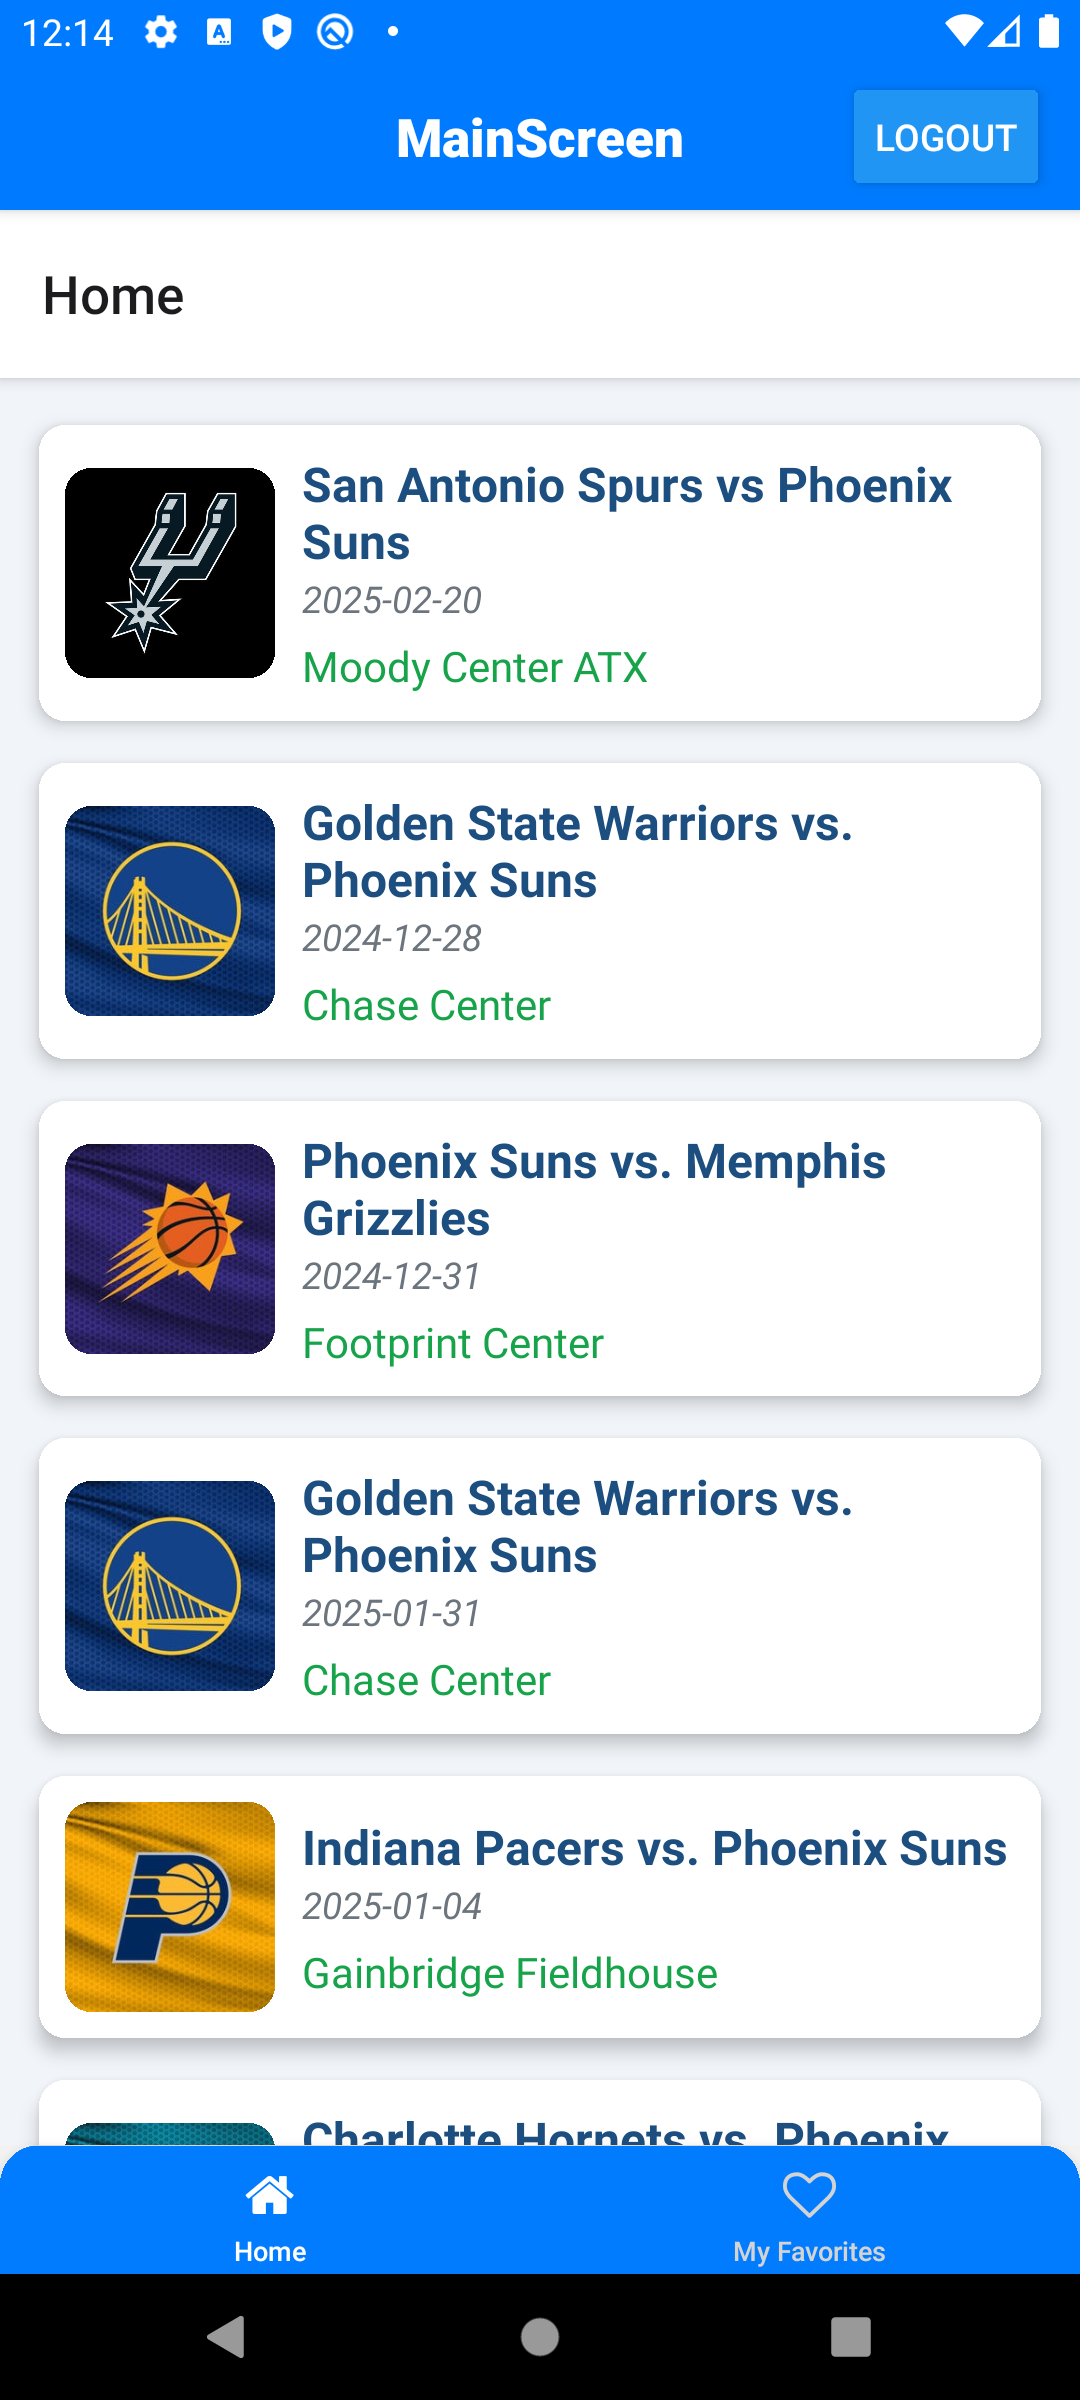 12:14
MainScreen
LOGOUT
Home
San Antonio Spurs vs Phoenix
Suns
2025-02-20
Moody Center ATX
Golden State Warriors vs.
Phoenix Suns
2024-12-28
Chase Center
Phoenix Suns vs. Memphis
Grizzlies
2024-12-31
Footprint Center
Golden State Warriors vs.
Phoenix Suns
2025-01-31
Chase Center
Indiana Pacers vs. Phoenix Suns
2025-01-04
Gainbridge Fieldhouse
Charlotte Hornets vs. Phoenix
Home
My Favorites